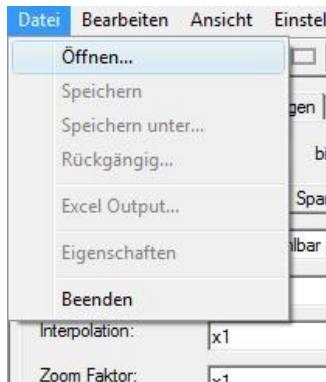 Datei Bearbeiten Ansicht
Öffnen...
Speichern
Speichern unter...
Rückgängig...
Excel Output...
Eigenschaften
Beenden
Interpolation: x1
Zoom Faktor: x1